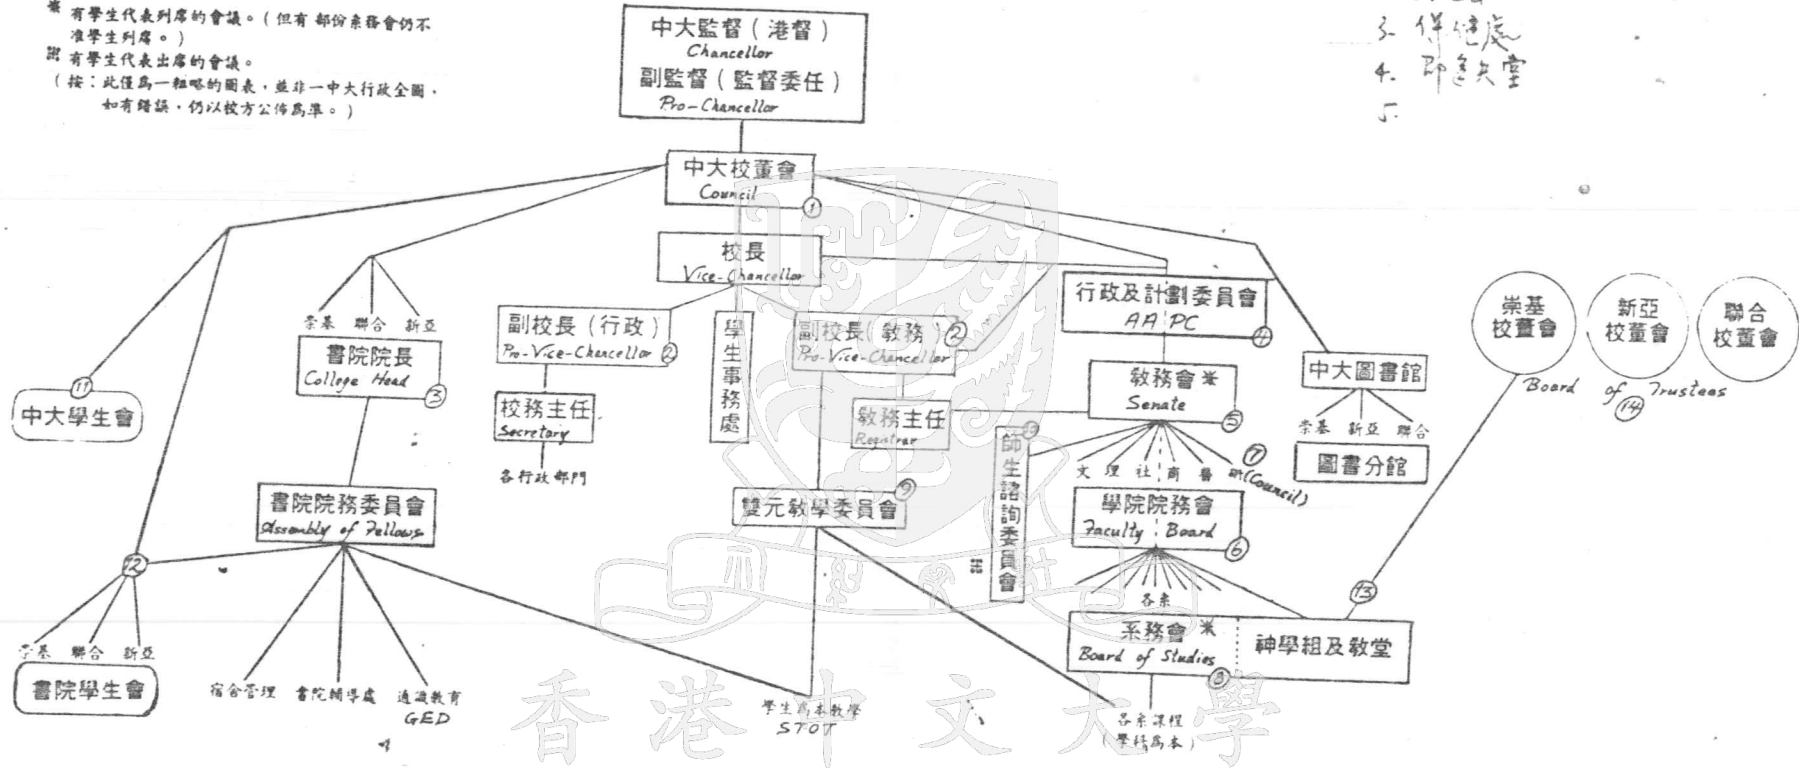 ※ 有學生代表列席的會議。(但有部份系務會仍不
准學生列席。)
⁂ 有學生代表出席的會議。
(按:此僅為一粗略的圖表,並非一中大行政全圖,
如有錯誤,仍以校方公佈為準。)
3. 保健處
4.
5.
中大監督(港督)
Chancellor
副監督(監督委任)
Pro-Chancellor
中大校董會
Council
①
校長
Vice-Chancellor
副校長(行政)
Pro-Vice-Chancellor ②
校務主任
Secretary
各行政部門
學生事務處
副校長(教務)②
Pro-Vice-Chancellor
教務主任
Registrar
雙元教學委員會 ⑨
學生為本教學
STOT
行政及計劃委員會
AAPC
④
教務會※
Senate
⑤
師生諮詢委員會 ⑩
⁂
文 理 社 商 醫
⑦
(Council)
學院院務會
Faculty Board
⑥
各系
系務會※
Board of Studies
⑧
神學組及教堂
⑬
各系課程
(學科為本)
中大圖書館
崇基 新亞 聯合
圖書分館
崇基
校董會
新亞
校董會
聯合
校董會
Board of Trustees
⑭
崇基 聯合 新亞
書院院長
College Head
③
書院院務委員會
Assembly of Fellows
宿舍管理 書院輔導處 通識教育
GED
⑪
中大學生會
⑫
崇基 聯合 新亞
書院學生會
香港中文大學